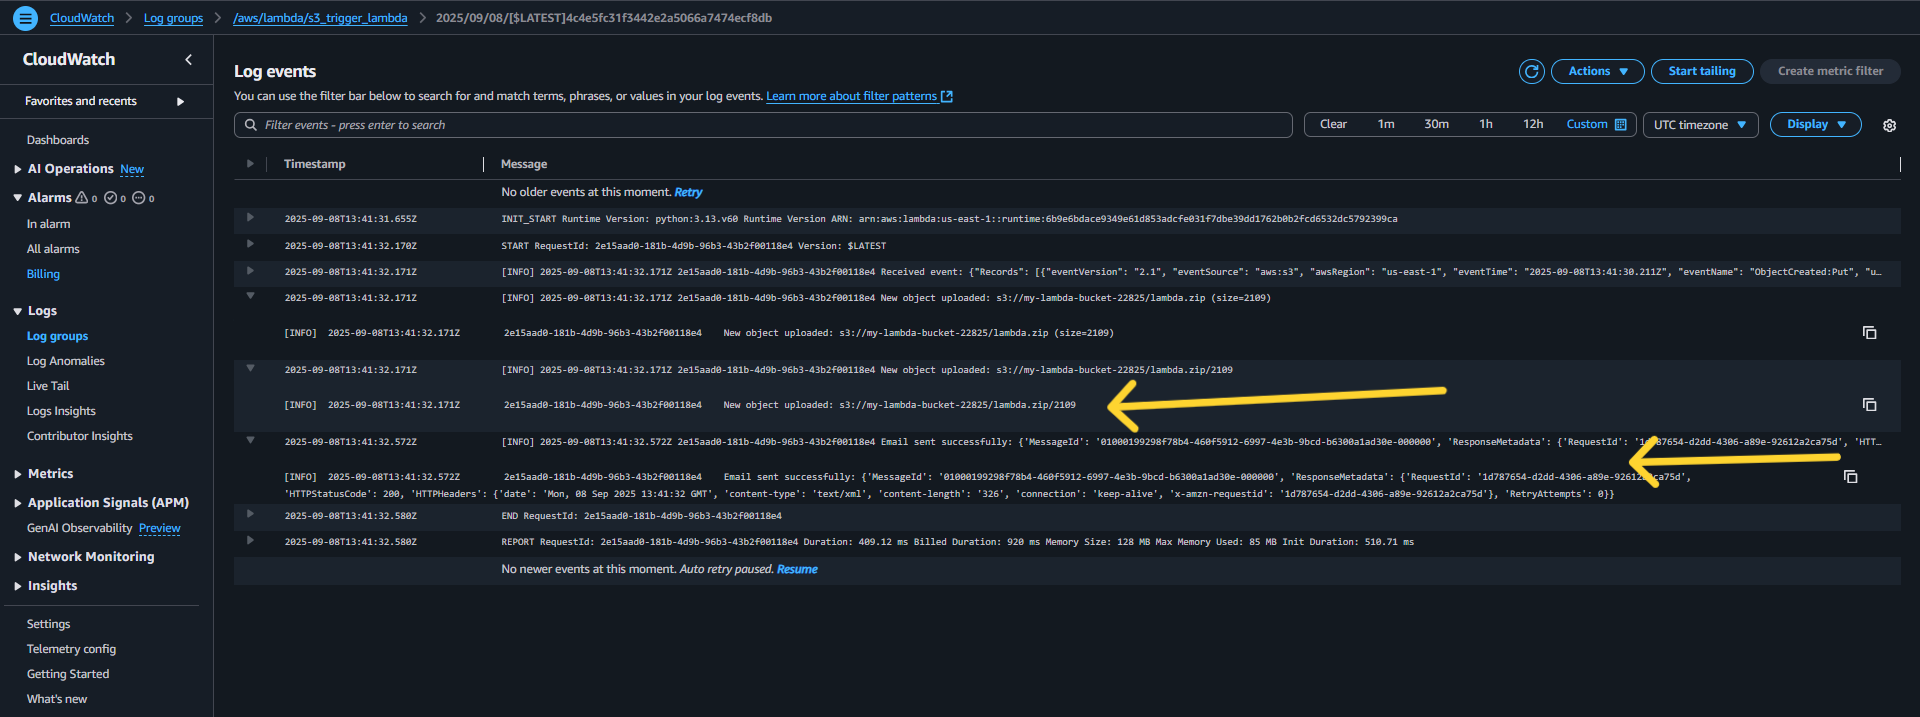 CloudWatch > Log groups > /aws/lambda/s3_trigger_lambda > 2025/09/08/[$LATEST]4c4e5fc31f3442e2a5066a7474ecf8db
CloudWatch
Favorites and recents
Dashboards
AI Operations New
Alarms 0 0 0
In alarm
All alarms
Billing
Logs
Log groups
Log Anomalies
Live Tail
Logs Insights
Contributor Insights
Metrics
Application Signals (APM)
GenAI Observability Preview
Network Monitoring
Insights
Settings
Telemetry config
Getting Started
What's new
Log events
Actions
Start tailing
Create metric filter
You can use the filter bar below to search for and match terms, phrases, or values in your log events. Learn more about filter patterns
Filter events - press enter to search
Clear 1m 30m 1h 12h Custom
UTC timezone
Display
Timestamp Message
No older events at this moment. Retry
2025-09-08T13:41:31.655Z INIT_START Runtime Version: python:3.13.v60 Runtime Version ARN: arn:aws:lambda:us-east-1::runtime:6b9e6bdace9349e61d853adcfe031f7dbe39dd1762b0b2fcd6532dc5792399ca
2025-09-08T13:41:32.170Z START RequestId: 2e15aad0-181b-4d9b-96b3-43b2f00118e4 Version: $LATEST
2025-09-08T13:41:32.171Z [INFO] 2025-09-08T13:41:32.171Z 2e15aad0-181b-4d9b-96b3-43b2f00118e4 Received event: {"Records": [{"eventVersion": "2.1", "eventSource": "aws:s3", "awsRegion": "us-east-1", "eventTime": "2025-09-08T13:41:30.211Z", "eventName": "ObjectCreated:Put", "u…
2025-09-08T13:41:32.171Z [INFO] 2025-09-08T13:41:32.171Z 2e15aad0-181b-4d9b-96b3-43b2f00118e4 New object uploaded: s3://my-lambda-bucket-22825/lambda.zip (size=2109)
[INFO] 2025-09-08T13:41:32.171Z 2e15aad0-181b-4d9b-96b3-43b2f00118e4 New object uploaded: s3://my-lambda-bucket-22825/lambda.zip (size=2109)
2025-09-08T13:41:32.171Z [INFO] 2025-09-08T13:41:32.171Z 2e15aad0-181b-4d9b-96b3-43b2f00118e4 New object uploaded: s3://my-lambda-bucket-22825/lambda.zip/2109
[INFO] 2025-09-08T13:41:32.171Z 2e15aad0-181b-4d9b-96b3-43b2f00118e4 New object uploaded: s3://my-lambda-bucket-22825/lambda.zip/2109
2025-09-08T13:41:32.572Z [INFO] 2025-09-08T13:41:32.572Z 2e15aad0-181b-4d9b-96b3-43b2f00118e4 Email sent successfully: {'MessageId': '01000199298f78b4-460f5912-6997-4e3b-9bcd-b6300a1ad30e-000000', 'ResponseMetadata': {'RequestId': '1d787654-d2dd-4306-a89e-92612a2ca75d', 'HTT…
[INFO] 2025-09-08T13:41:32.572Z 2e15aad0-181b-4d9b-96b3-43b2f00118e4 Email sent successfully: {'MessageId': '01000199298f78b4-460f5912-6997-4e3b-9bcd-b6300a1ad30e-000000', 'ResponseMetadata': {'RequestId': '1d787654-d2dd-4306-a89e-92612a2ca75d',
'HTTPStatusCode': 200, 'HTTPHeaders': {'date': 'Mon, 08 Sep 2025 13:41:32 GMT', 'content-type': 'text/xml', 'content-length': '326', 'connection': 'keep-alive', 'x-amzn-requestid': '1d787654-d2dd-4306-a89e-92612a2ca75d'}, 'RetryAttempts': 0}}
2025-09-08T13:41:32.580Z END RequestId: 2e15aad0-181b-4d9b-96b3-43b2f00118e4
2025-09-08T13:41:32.580Z REPORT RequestId: 2e15aad0-181b-4d9b-96b3-43b2f00118e4 Duration: 409.12 ms Billed Duration: 920 ms Memory Size: 128 MB Max Memory Used: 85 MB Init Duration: 510.71 ms
No newer events at this moment. Auto retry paused. Resume